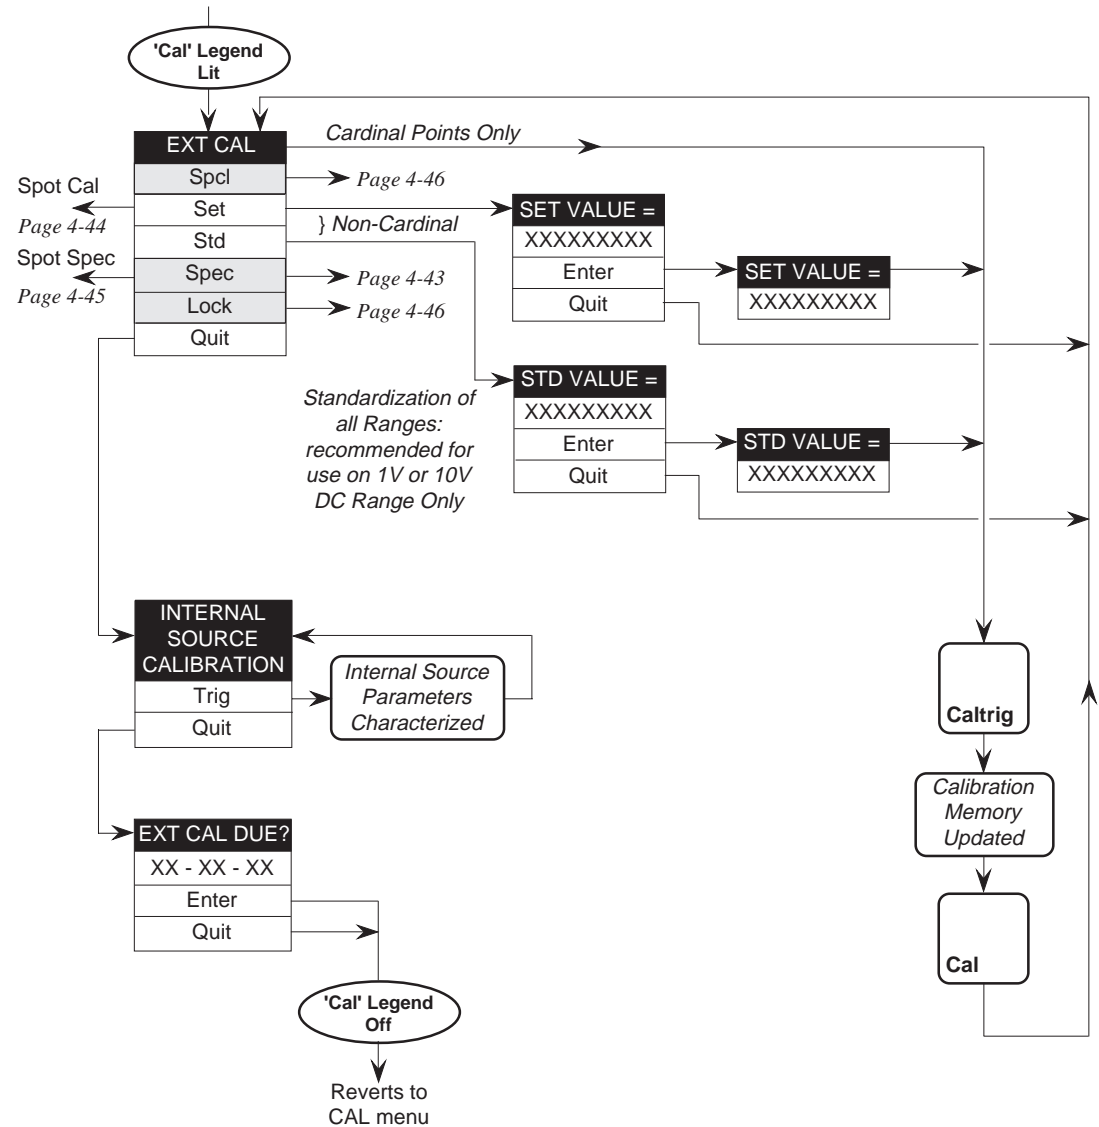 'Cal' Legend
Lit
EXT CAL
Cardinal Points Only
Spcl
Page 4-46
Spot Cal
Page 4-44
Set
} Non-Cardinal
Std
Spot Spec
Page 4-45
Spec
Page 4-43
Lock
Page 4-46
Quit
SET VALUE =
XXXXXXXXX
Enter
Quit
SET VALUE =
XXXXXXXXX
Standardization of
all Ranges:
recommended for
use on 1V or 10V
DC Range Only
STD VALUE =
XXXXXXXXX
Enter
Quit
STD VALUE =
XXXXXXXXX
INTERNAL
SOURCE
CALIBRATION
Trig
Quit
Internal Source
Parameters
Characterized
Caltrig
Calibration
Memory
Updated
Cal
EXT CAL DUE?
XX - XX - XX
Enter
Quit
'Cal' Legend
Off
Reverts to
CAL menu